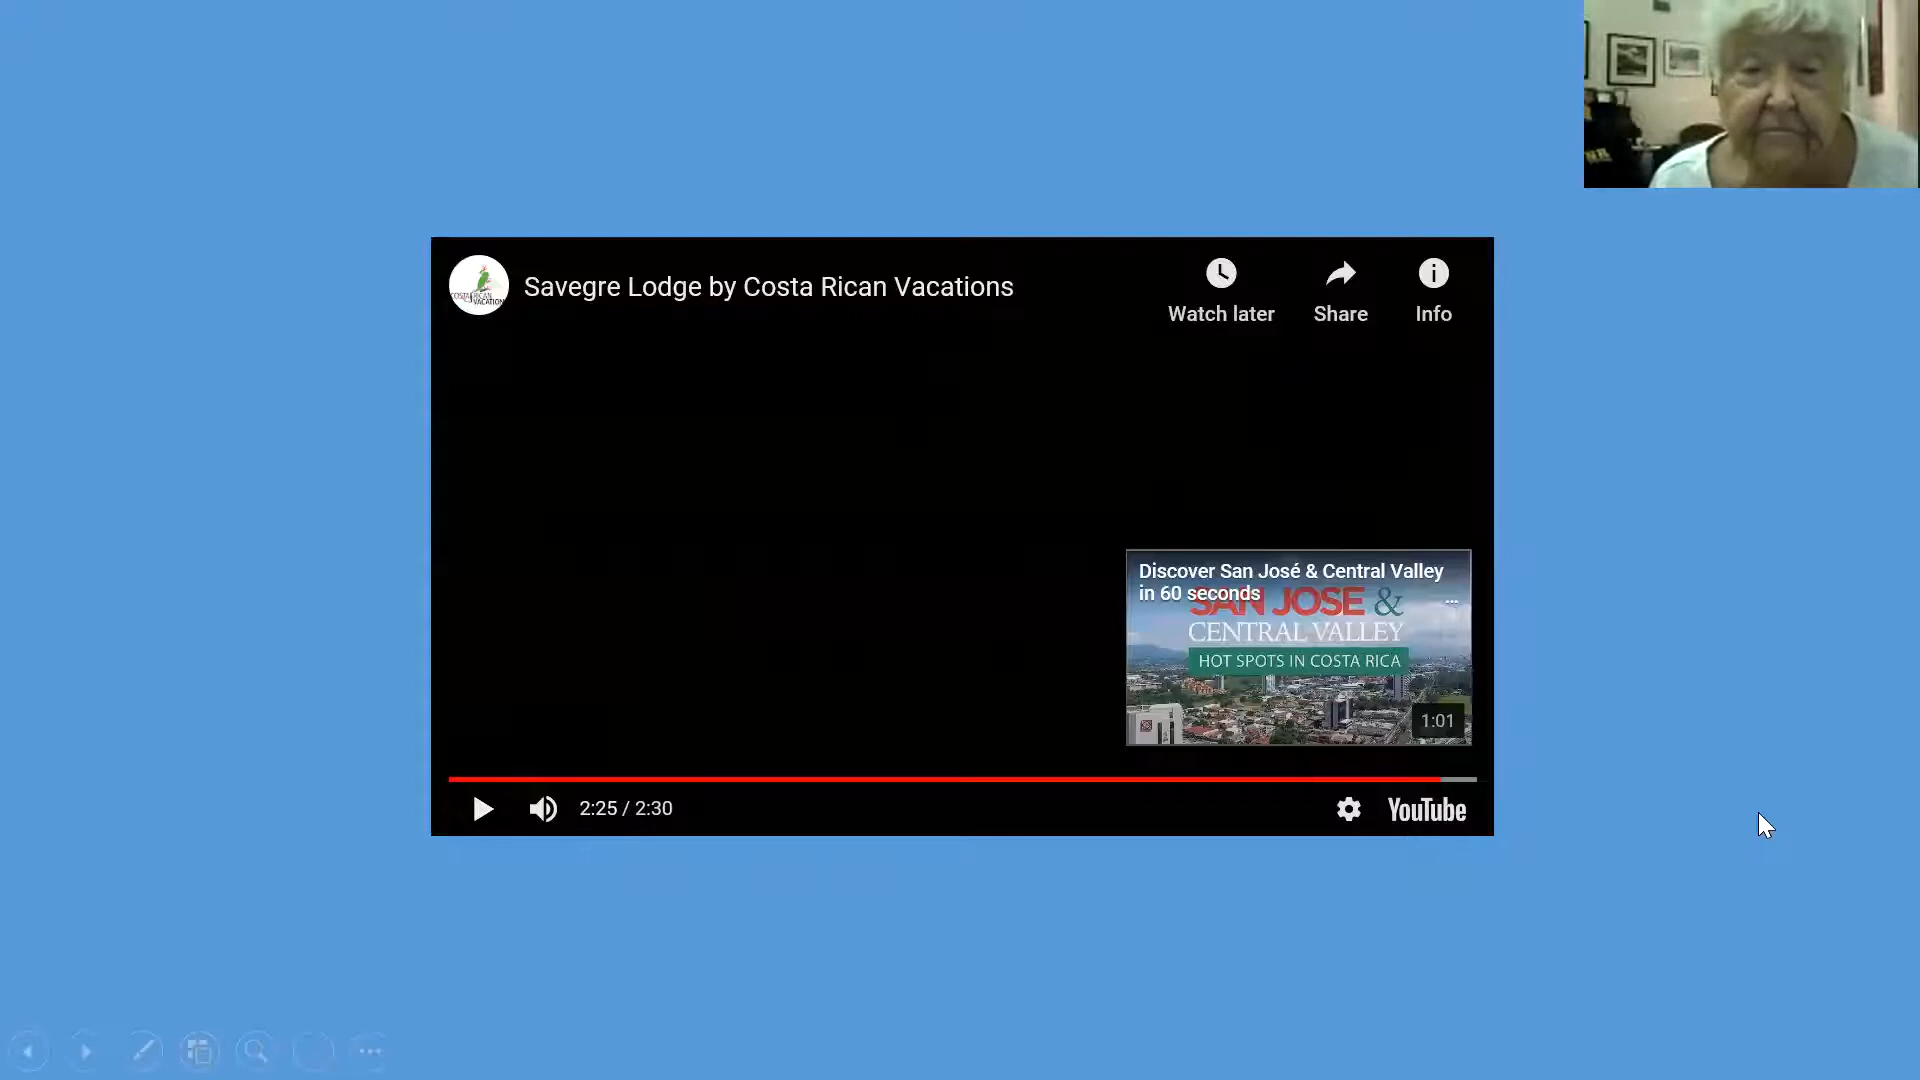 Savegre Lodge by Costa Rican Vacations
Watch later
Share
Info
Discover San José & Central Valley
in 60 seconds
SAN JOSE &
CENTRAL VALLEY
HOT SPOTS IN COSTA RICA
1:01
2:25 / 2:30
YouTube